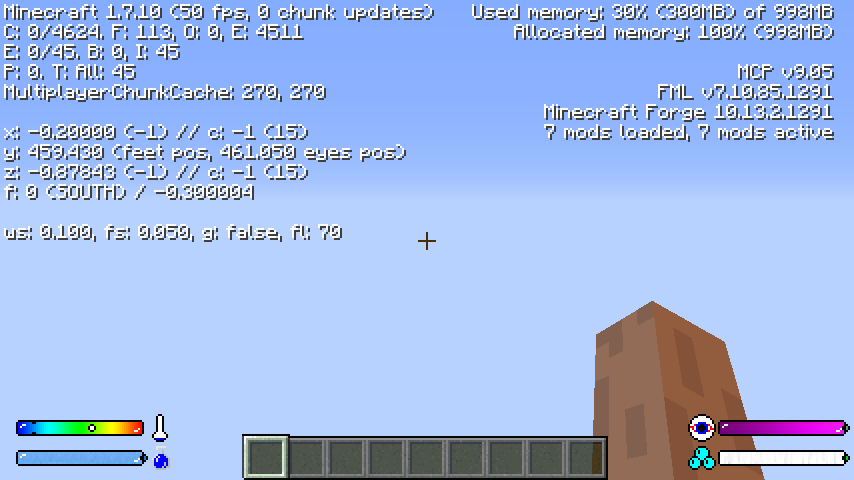 Minecraft 1.7.10 (50 fps, 0 chunk updates)
C: 0/4624, F: 113, O: 0, E: 4511
E: 0/45, B: 0, I: 45
P: 0, T: All: 45
MultiplayerChunkCache: 270, 270
x: -0.20000 (-1) // c: -1 (15)
y: 459.430 (feet pos, 461.050 eyes pos)
z: -0.87843 (-1) // c: -1 (15)
f: 0 (SOUTH) / -0.300004
ws: 0.100, fs: 0.050, g: false, fl: 70
Used memory: 30% (300MB) of 998MB
Allocated memory: 100% (998MB)
MCP v9.05
FML v7.10.85.1291
Minecraft Forge 10.13.2.1291
7 mods loaded, 7 mods active